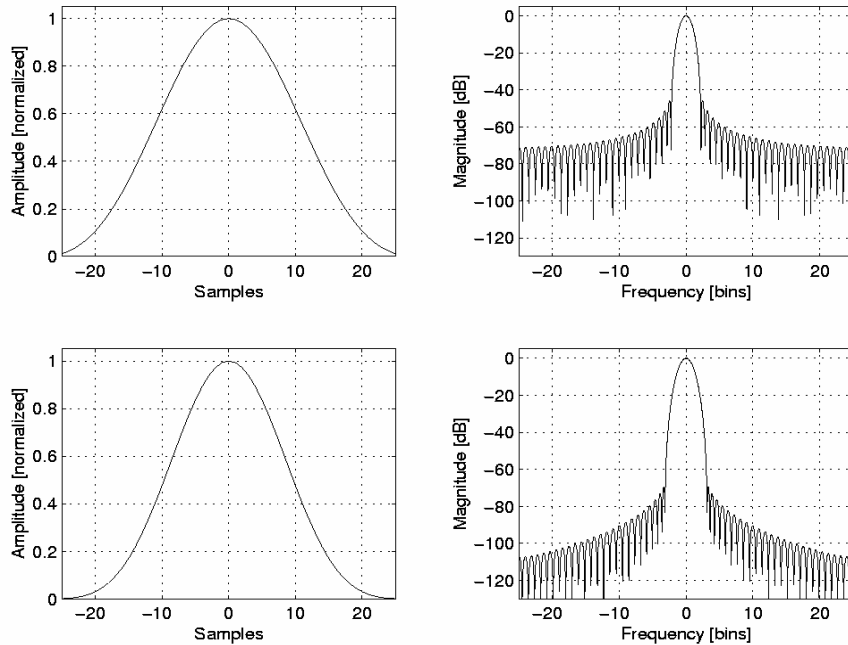 Amplitude [normalized]
1
0.8
0.6
0.4
0.2
0
−20 −10 0 10 20
Samples
Magnitude [dB]
0
−20
−40
−60
−80
−100
−120
−20 −10 0 10 20
Frequency [bins]
Amplitude [normalized]
1
0.8
0.6
0.4
0.2
0
−20 −10 0 10 20
Samples
Magnitude [dB]
0
−20
−40
−60
−80
−100
−120
−20 −10 0 10 20
Frequency [bins]